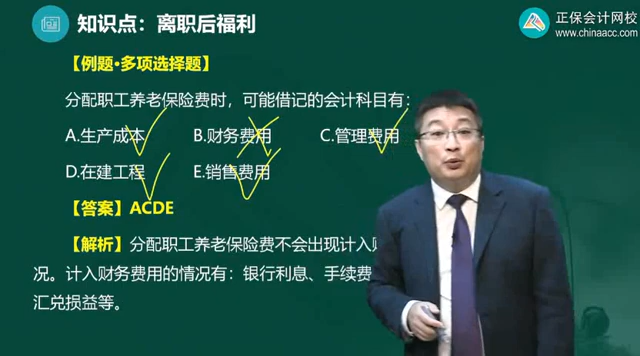 知识点：离职后福利
正保会计网校
www.chinaacc.com
【例题·多项选择题】
分配职工养老保险费时，可能借记的会计科目有：
A.生产成本 B.财务费用 C.管理费用
D.在建工程 E.销售费用
【答案】ACDE
【解析】分配职工养老保险费不会出现计入
况。计入财务费用的情况有：银行利息、手续费
汇兑损益等。